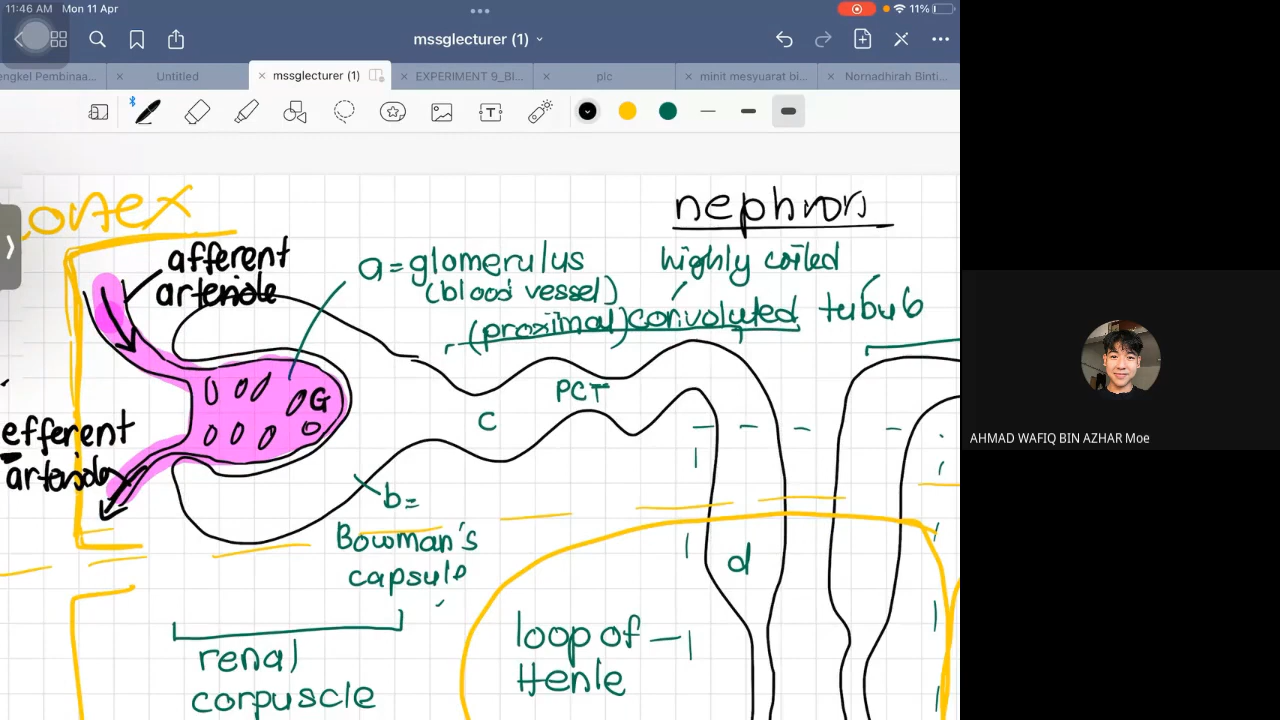 11:46 AM Mon 11 Apr
11%
mssglecturer (1)
engkel Pembinaa...
Untitled
mssglecturer (1)
EXPERIMENT 9_BI...
plc
minit mesyuarat bi...
Nornadhirah Binti...
nephron
afferent
arteriole
a = glomerulus
(blood vessel)
highly coiled
(proximal) convoluted tubule
G
PCT
C
efferent
arteriole
b =
Bowman's
capsule
d
loop of
Henle
renal
corpuscle
AHMAD WAFIQ BIN AZHAR Moe